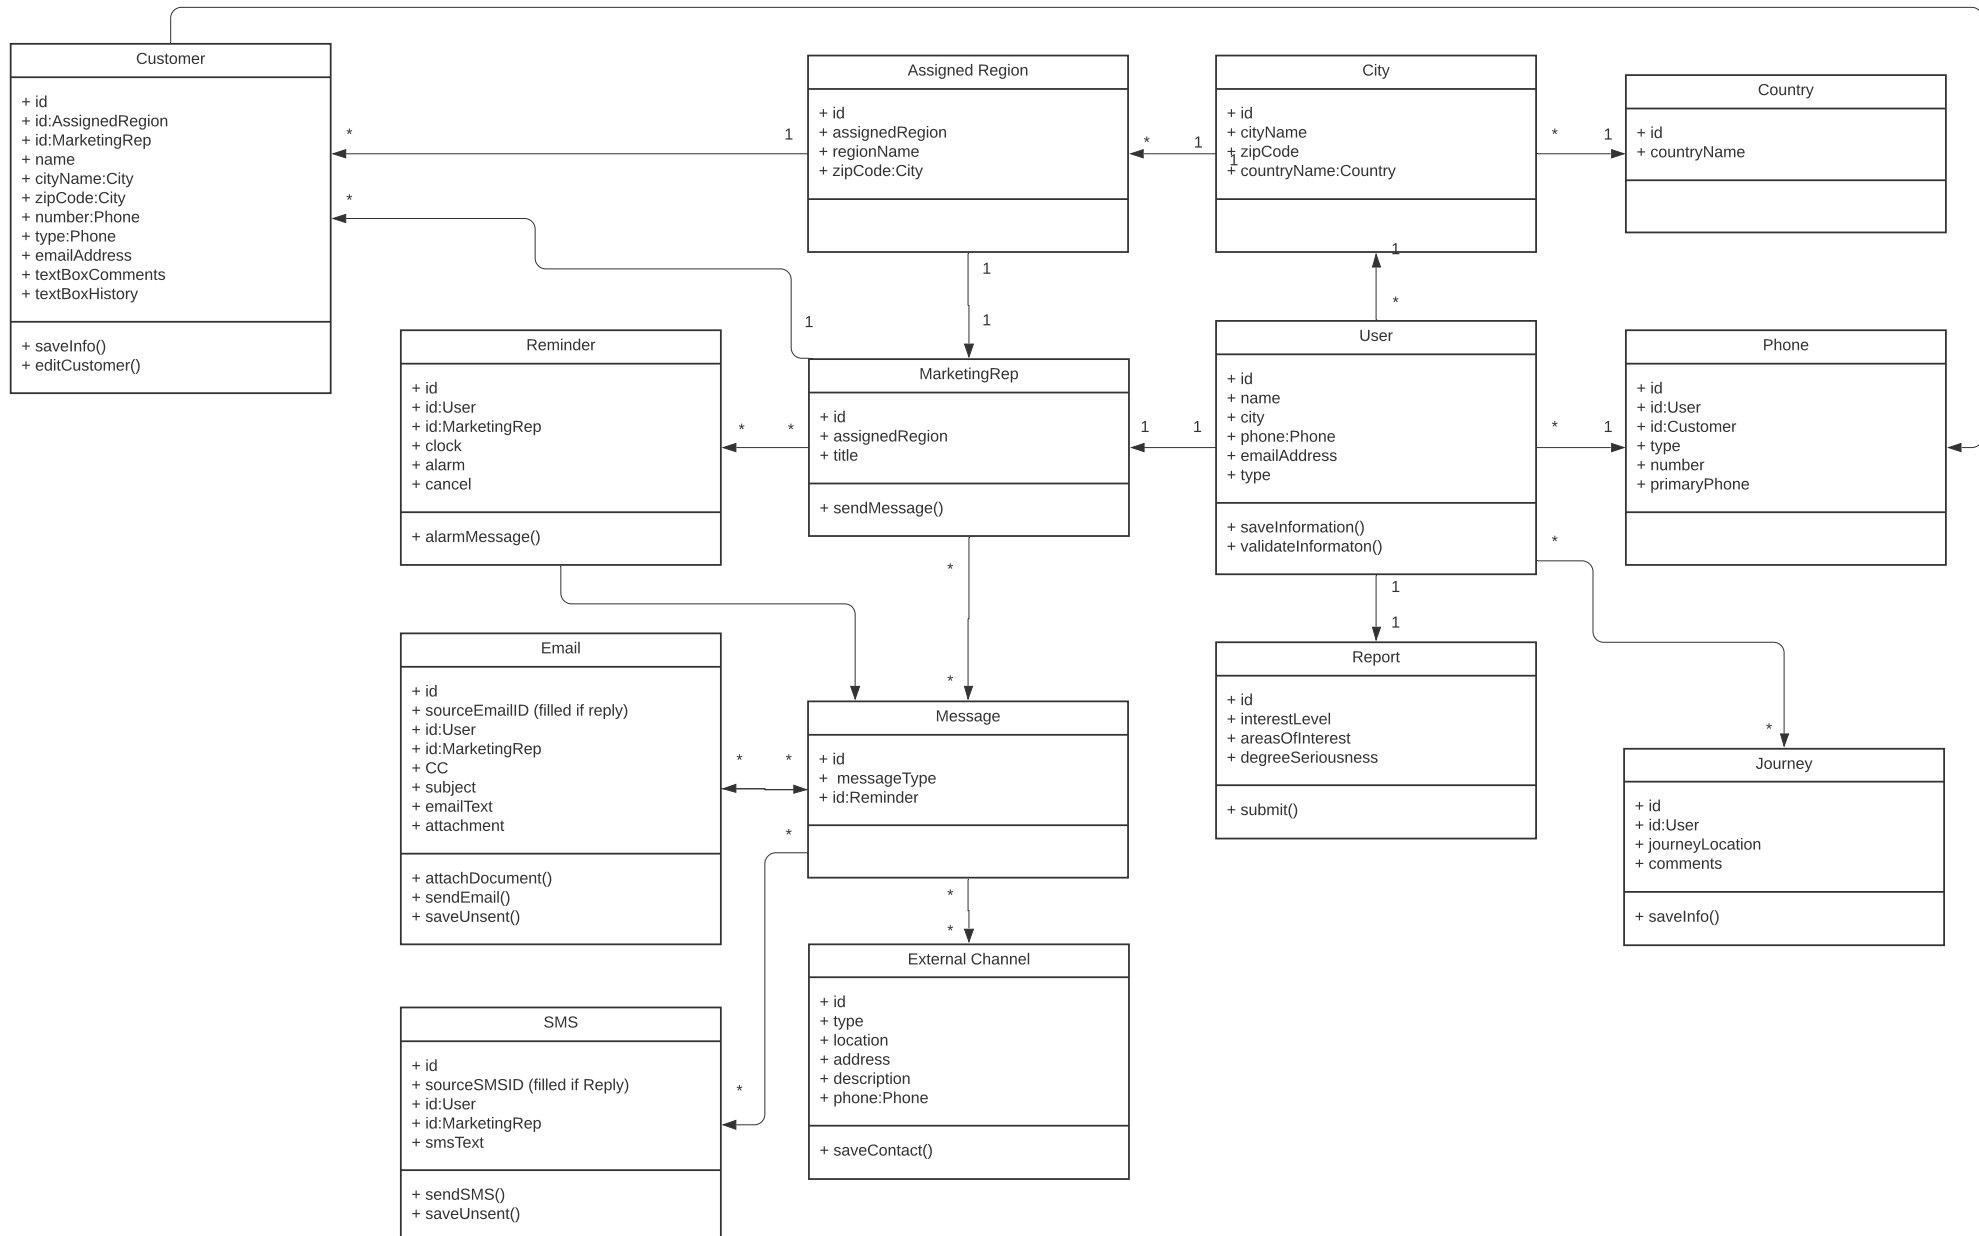 Customer
+ id
+ id:AssignedRegion
+ id:MarketingRep
+ name
+ cityName:City
+ zipCode:City
+ number:Phone
+ type:Phone
+ emailAddress
+ textBoxComments
+ textBoxHistory
+ saveInfo()
+ editCustomer()
*
1
*
1
Assigned Region
+ id
+ assignedRegion
+ regionName
+ zipCode:City
*
1
City
+ id
+ cityName
+ zipCode
1
+ countryName:Country
*
1
Country
+ id
+ countryName
1
1
1
*
Reminder
+ id
+ id:User
+ id:MarketingRep
+ clock
+ alarm
+ cancel
+ alarmMessage()
*
*
MarketingRep
+ id
+ assignedRegion
+ title
+ sendMessage()
1
1
User
+ id
+ name
+ city
+ phone:Phone
+ emailAddress
+ type
+ saveInformation()
+ validateInformaton()
*
1
Phone
+ id
+ id:User
+ id:Customer
+ type
+ number
+ primaryPhone
*
*
*
1
1
*
Email
+ id
+ sourceEmailID (filled if reply)
+ id:User
+ id:MarketingRep
+ CC
+ subject
+ emailText
+ attachment
+ attachDocument()
+ sendEmail()
+ saveUnsent()
*
*
Message
+ id
+  messageType
+ id:Reminder
*
*
*
*
Report
+ id
+ interestLevel
+ areasOfInterest
+ degreeSeriousness
+ submit()
Journey
+ id
+ id:User
+ journeyLocation
+ comments
+ saveInfo()
External Channel
+ id
+ type
+ location
+ address
+ description
+ phone:Phone
+ saveContact()
SMS
+ id
+ sourceSMSID (filled if Reply)
+ id:User
+ id:MarketingRep
+ smsText
+ sendSMS()
+ saveUnsent()